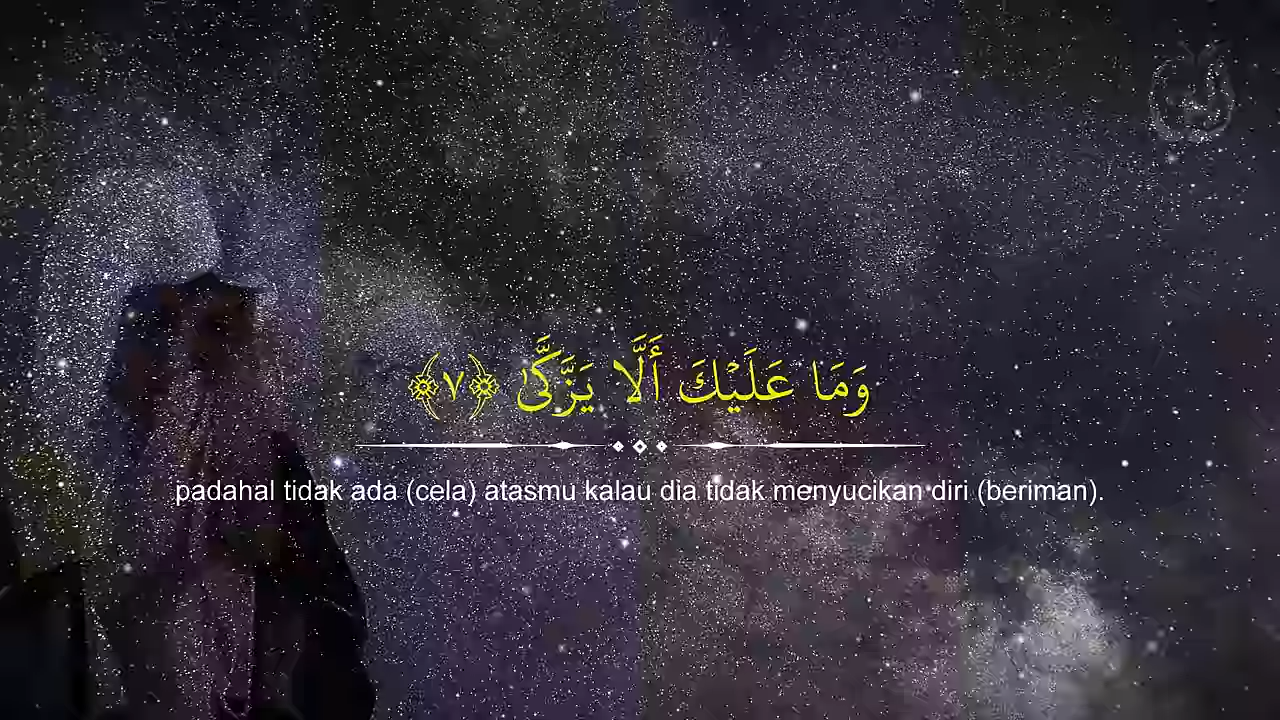 وَمَا عَلَيْكَ أَلَّا يَزَّكَّىٰ ﴿٧﴾
padahal tidak ada (cela) atasmu kalau dia tidak menyucikan diri (beriman).